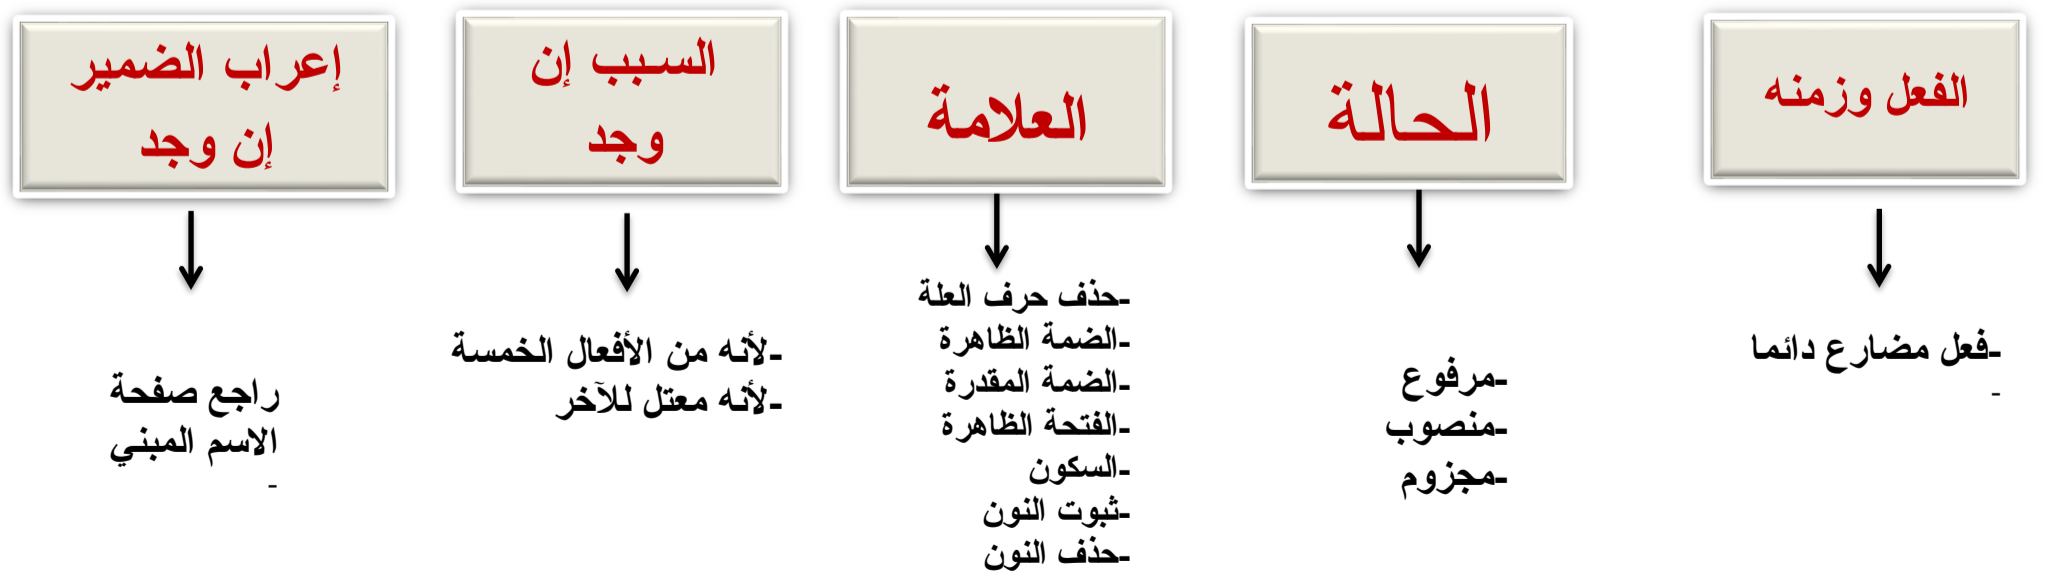 الفعل وزمنه
-فعل مضارع دائما
-
الحالة
-مرفوع
-منصوب
-مجزوم
العلامة
-حذف حرف العلة
-الضمة الظاهرة
-الضمة المقدرة
-الفتحة الظاهرة
-السكون
-ثبوت النون
-حذف النون
السبب إن
وجد
-لأنه من الأفعال الخمسة
-لأنه معتل للآخر
إعراب الضمير
إن وجد
راجع صفحة
الاسم المبني
-